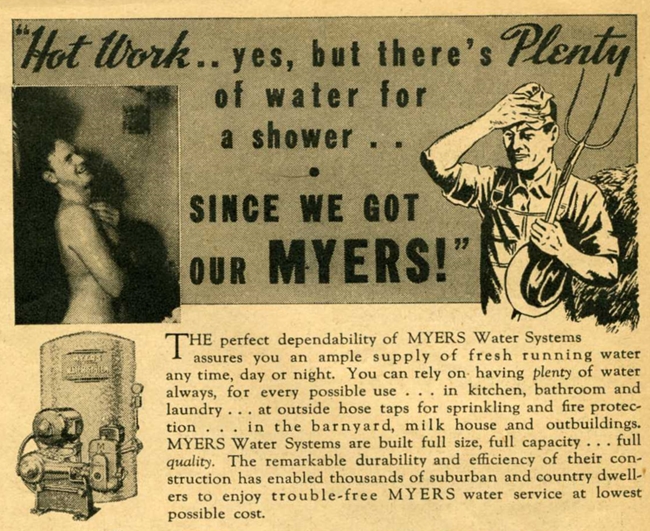 "Hot Work.. yes, but there's Plenty
of water for
a shower . .
•
SINCE WE GOT
OUR MYERS!"
MYERS
THE perfect dependability of MYERS Water Systems
assures you an ample supply of fresh running water
any time, day or night. You can rely on having plenty of water
always, for every possible use . . . in kitchen, bathroom and
laundry . . . at outside hose taps for sprinkling and fire protec-
tion . . . in the barnyard, milk house and outbuildings.
MYERS Water Systems are built full size, full capacity . . . full
quality. The remarkable durability and efficiency of their con-
struction has enabled thousands of suburban and country dwell-
ers to enjoy trouble-free MYERS water service at lowest
possible cost.